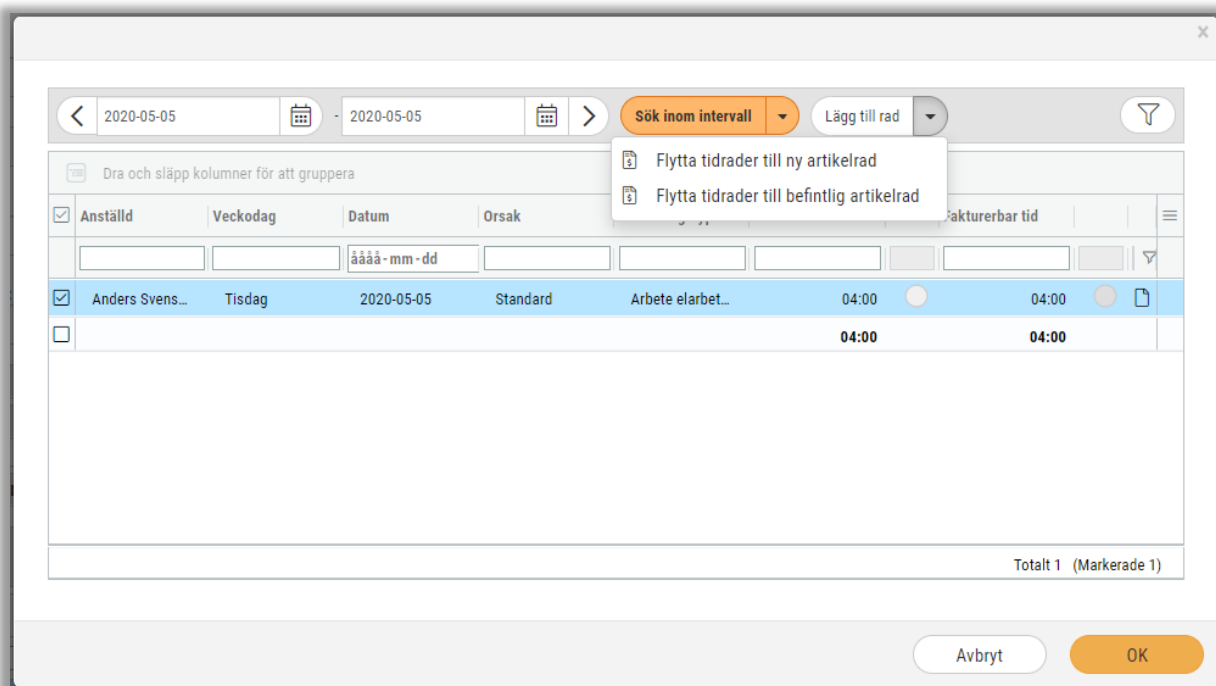 ×
2020-05-05 - 2020-05-05 Sök inom intervall Lägg till rad
Flytta tidrader till ny artikelrad
Flytta tidrader till befintlig artikelrad
Dra och släpp kolumner för att gruppera
Anställd Veckodag Datum Orsak Fakturerbar tid
åååå-mm-dd
Anders Svens... Tisdag 2020-05-05 Standard Arbete elarbet... 04:00 04:00
04:00 04:00
Totalt 1 (Markerade 1)
Avbryt OK